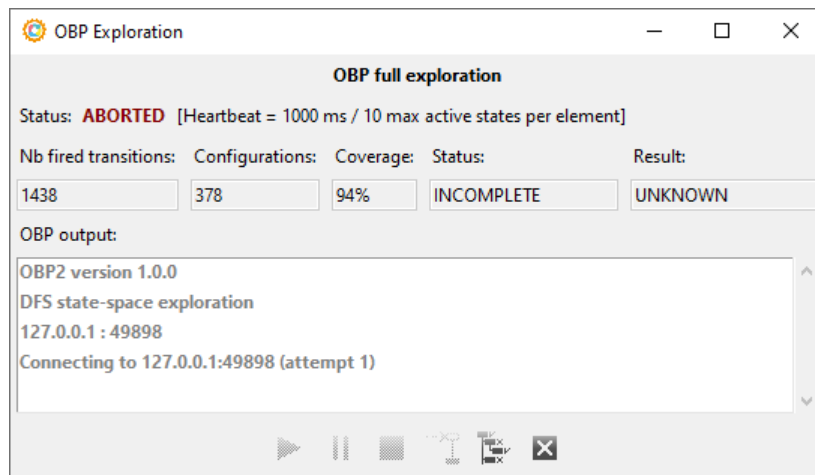 OBP Exploration
OBP full exploration
Status: ABORTED [Heartbeat = 1000 ms / 10 max active states per element]
Nb fired transitions: Configurations: Coverage: Status: Result:
1438 378 94% INCOMPLETE UNKNOWN
OBP output:
OBP2 version 1.0.0
DFS state-space exploration
127.0.0.1 : 49898
Connecting to 127.0.0.1:49898 (attempt 1)